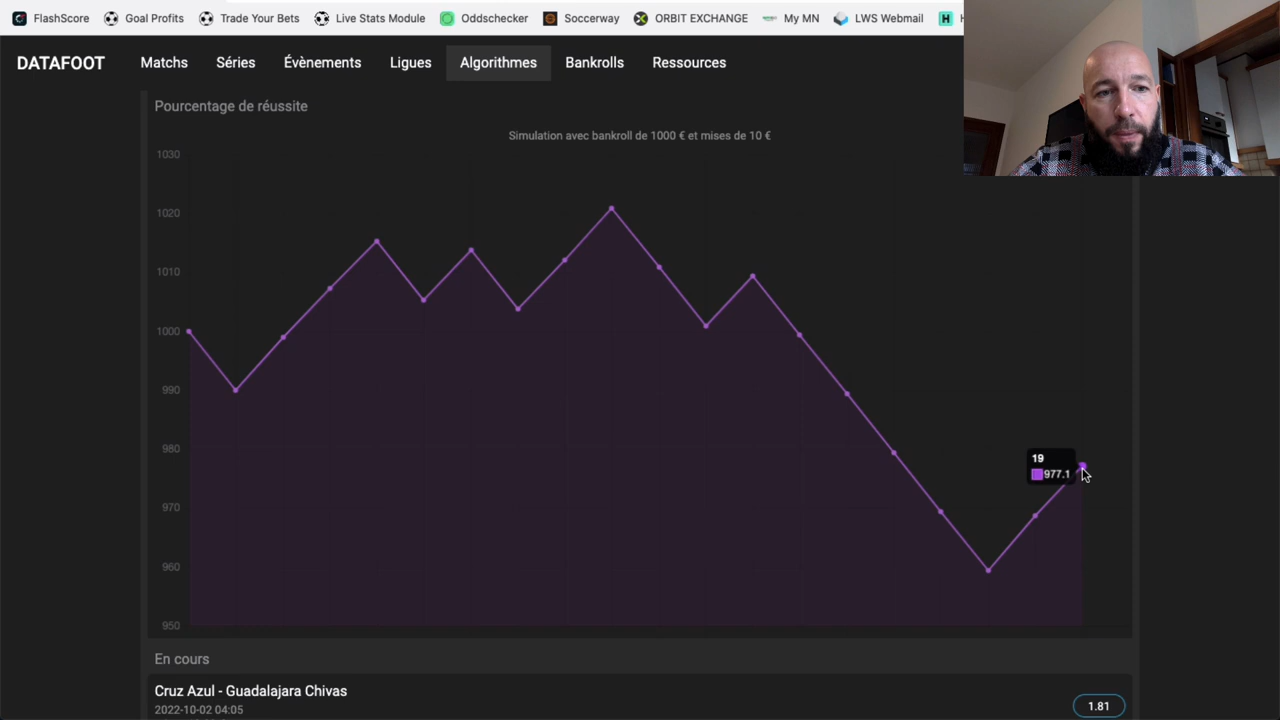 FlashScore Goal Profits Trade Your Bets Live Stats Module Oddschecker Soccerway ORBIT EXCHANGE My MN LWS Webmail H
DATAFOOT Matchs Séries Évènements Ligues Algorithmes Bankrolls Ressources
Pourcentage de réussite
Simulation avec bankroll de 1000 € et mises de 10 €
1030
1020
1010
1000
990
980
970
960
950
19
977.1
En cours
Cruz Azul - Guadalajara Chivas
2022-10-02 04:05
1.81